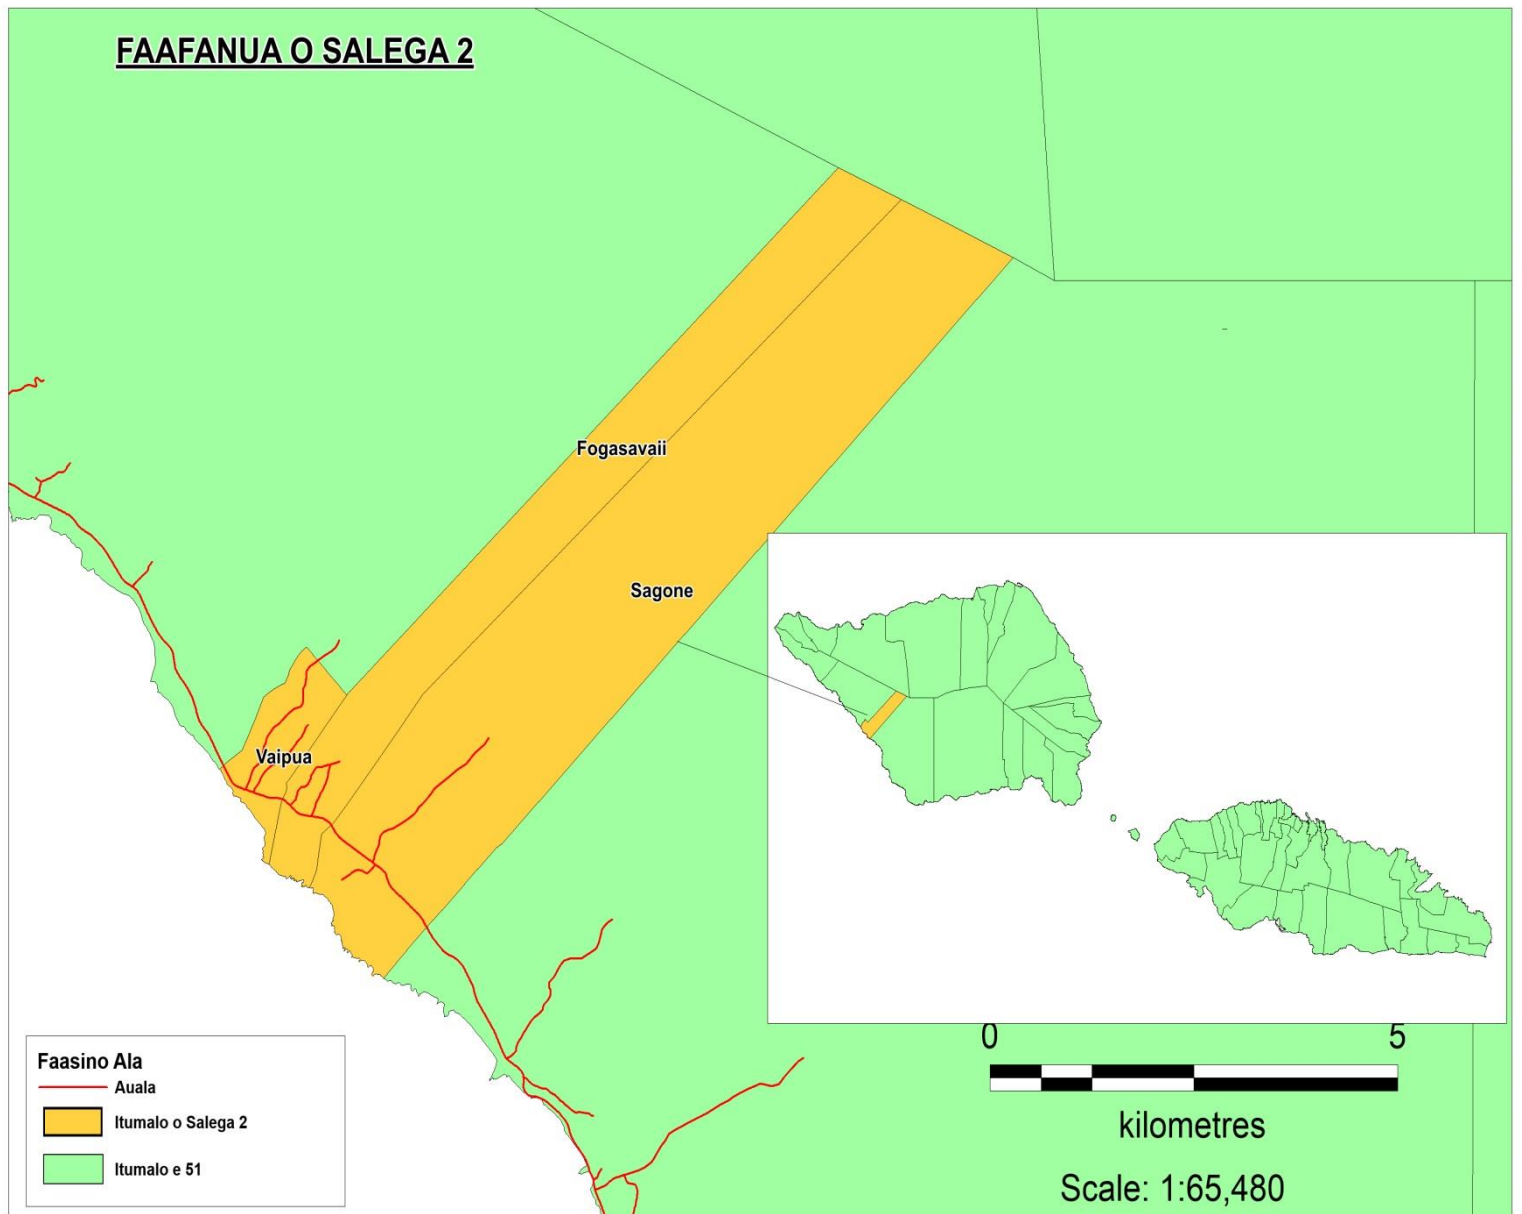 FAAFANUA O SALEGA 2
Fogasavaii
Sagone
Vaipua
Faasino Ala
Auala
Itumalo o Salega 2
Itumalo e 51
0 5
kilometres
Scale: 1:65,480